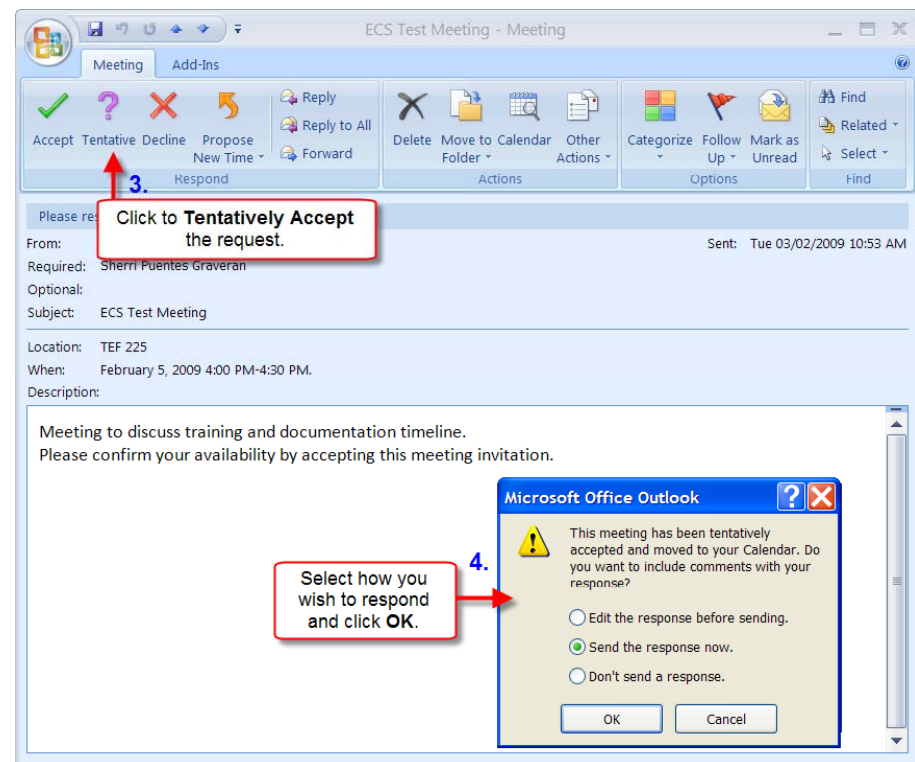 ECS Test Meeting - Meeting
Meeting Add-Ins
Accept Tentative Decline Propose New Time
Reply
Reply to All
Forward
Respond
Delete Move to Folder Calendar Other Actions
Actions
Categorize Follow Up Mark as Unread
Options
Find
Related
Select
Find
3.
Click to Tentatively Accept
the request.
Please re
From:
Sent: Tue 03/02/2009 10:53 AM
Required: Sherri Puentes Graveran
Optional:
Subject: ECS Test Meeting
Location: TEF 225
When: February 5, 2009 4:00 PM-4:30 PM.
Description:
Meeting to discuss training and documentation timeline.
Please confirm your availability by accepting this meeting invitation.
4.
Select how you
wish to respond
and click OK.
Microsoft Office Outlook
This meeting has been tentatively
accepted and moved to your Calendar. Do
you want to include comments with your
response?
Edit the response before sending.
Send the response now.
Don't send a response.
OK Cancel